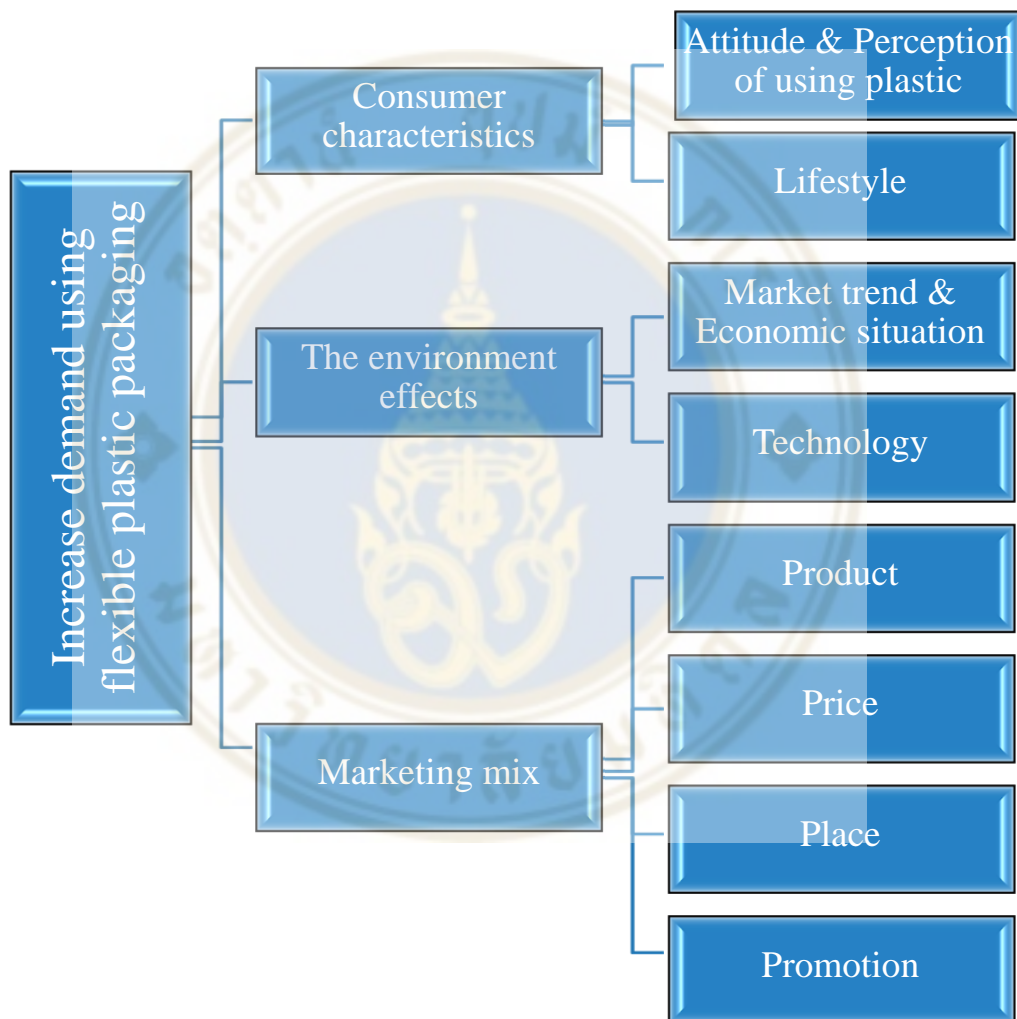 Increase demand using
flexible plastic packaging
Consumer
characteristics
Attitude & Perception
of using plastic
Lifestyle
The environment
effects
Market trend &
Economic situation
Technology
Marketing mix
Product
Price
Place
Promotion